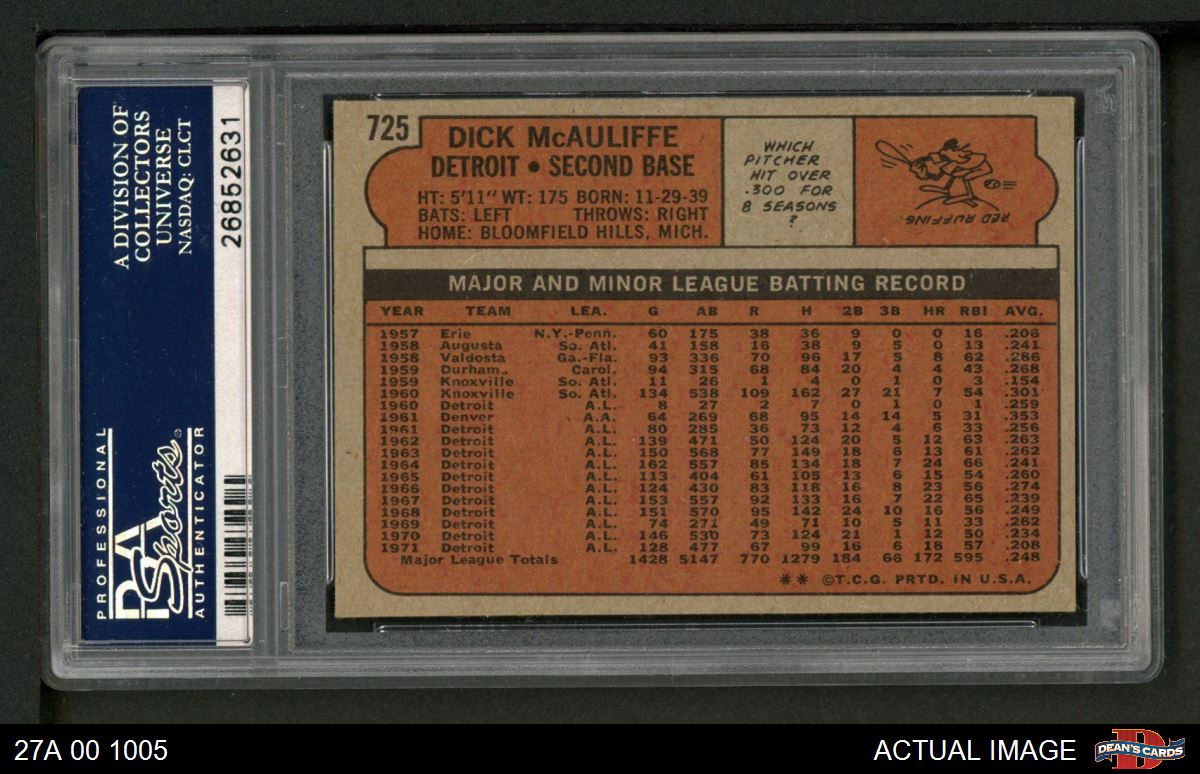 A DIVISION OF
COLLECTORS
UNIVERSE
NASDAQ: CLCT
26852631
PROFESSIONAL
PSA
Sports
AUTHENTICATOR
725
DICK McAULIFFE
DETROIT • SECOND BASE
HT: 5'11" WT: 175 BORN: 11-29-39
BATS: LEFT THROWS: RIGHT
HOME: BLOOMFIELD HILLS, MICH.
WHICH
PITCHER
HIT OVER
.300 FOR
8 SEASONS
?
RED RUFFING
MAJOR AND MINOR LEAGUE BATTING RECORD
YEAR TEAM LEA. G AB R H 2B 3B HR RBI AVG.
1957 Erie N.Y.-Penn. 60 175 38 36 9 0 0 16 .206
1958 Augusta So. Atl. 41 158 16 38 9 5 0 13 .241
1958 Valdosta Ga.-Fla. 93 336 70 96 17 5 8 62 .286
1959 Durham. Carol. 94 315 68 84 20 4 4 43 .268
1959 Knoxville So. Atl. 11 26 1 4 0 1 0 3 .154
1960 Knoxville So. Atl. 134 538 109 162 27 21 7 54 .301
1960 Detroit A.L. 8 27 2 7 0 1 0 1 .259
1961 Denver A.A. 64 269 68 95 14 14 5 31 .353
1961 Detroit A.L. 80 285 36 73 12 4 6 33 .256
1962 Detroit A.L. 139 471 50 124 20 5 12 63 .263
1963 Detroit A.L. 150 568 77 149 18 6 13 61 .262
1964 Detroit A.L. 162 557 85 134 18 7 24 66 .241
1965 Detroit A.L. 113 404 61 105 13 6 15 54 .260
1966 Detroit A.L. 124 430 83 118 16 8 23 56 .274
1967 Detroit A.L. 153 557 92 133 16 7 22 65 .239
1968 Detroit A.L. 151 570 95 142 24 10 16 56 .249
1969 Detroit A.L. 74 271 49 71 10 5 11 33 .262
1970 Detroit A.L. 146 530 73 124 21 1 12 50 .234
1971 Detroit A.L. 128 477 67 99 16 6 18 57 .208
Major League Totals 1428 5147 770 1279 184 66 172 595 .248
** ©T.C.G. PRTD. IN U.S.A.
27A 00 1005
ACTUAL IMAGE
DEAN'S CARDS